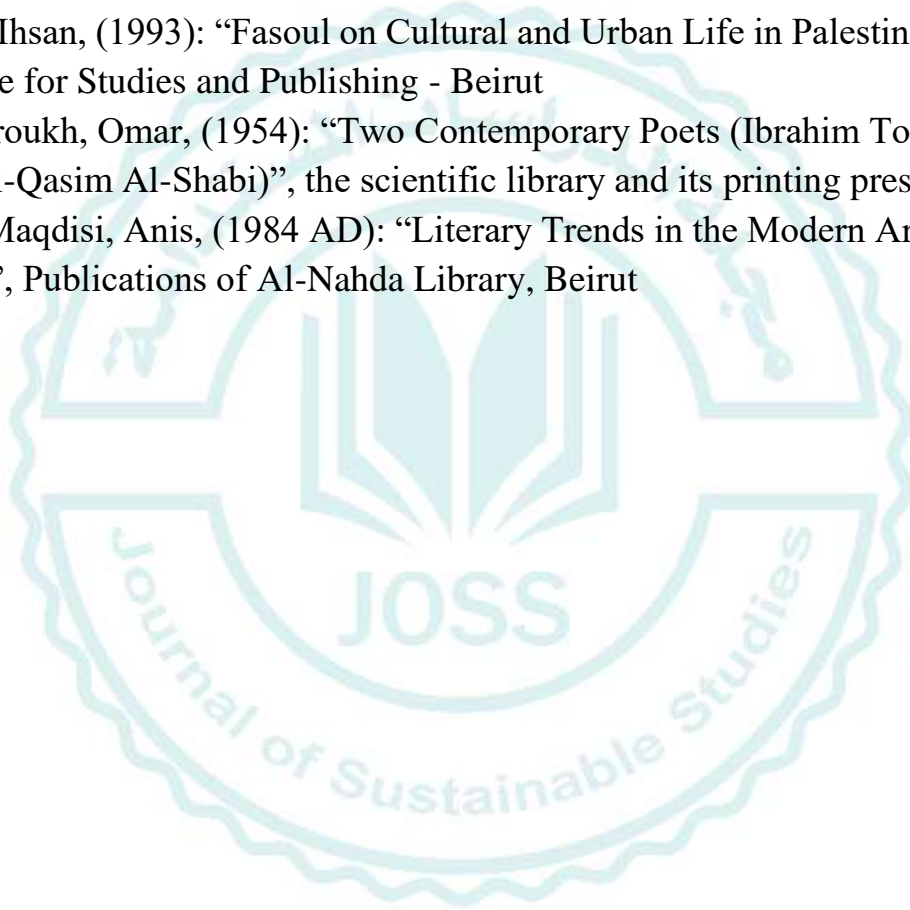 Ihsan, (1993): “Fasoul on Cultural and Urban Life in Palestin
e for Studies and Publishing - Beirut
roukh, Omar, (1954): “Two Contemporary Poets (Ibrahim To
l-Qasim Al-Shabi)”, the scientific library and its printing pres
Maqdisi, Anis, (1984 AD): “Literary Trends in the Modern Ar
”, Publications of Al-Nahda Library, Beirut
JOSS
Journal of Sustainable Studies